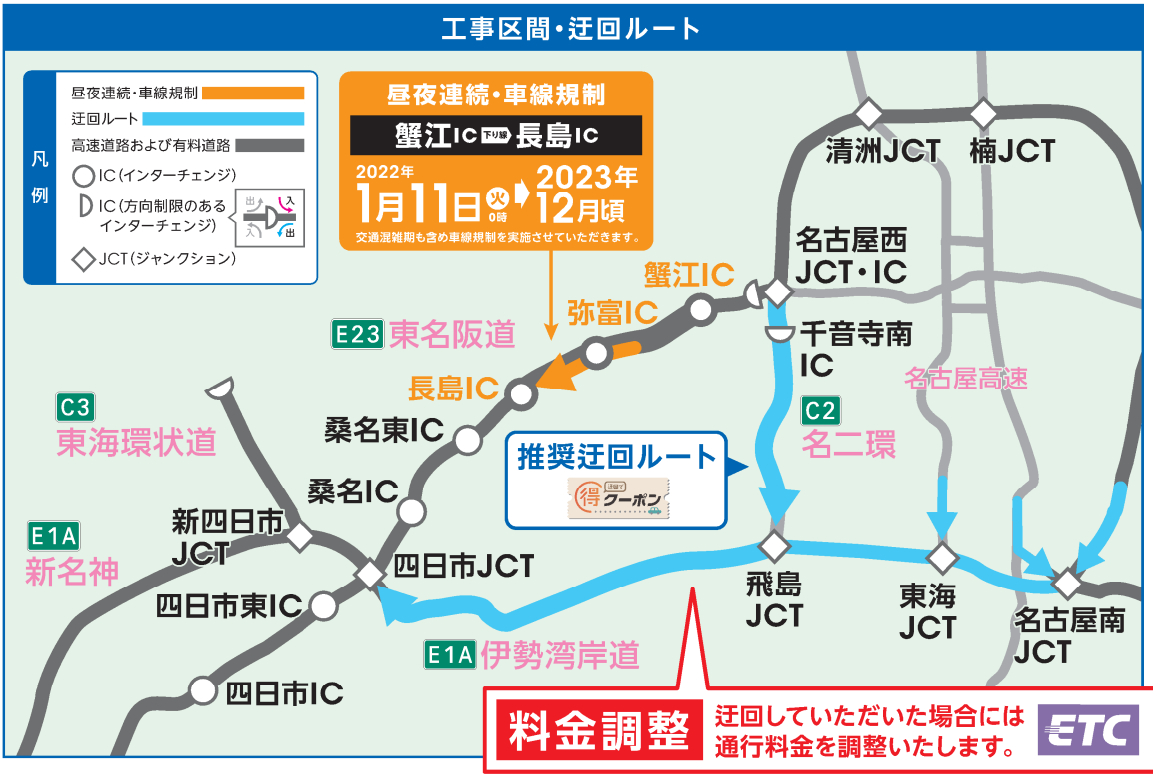 工事区間・迂回ルート
凡例
昼夜連続・車線規制
迂回ルート
高速道路および有料道路
IC（インターチェンジ）
IC（方向制限のある
インターチェンジ）
出 入
入 出
JCT（ジャンクション）
昼夜連続・車線規制
蟹江IC 下り線 長島IC
2022年
1月11日 火 0時
2023年
12月頃
交通混雑期も含め車線規制を実施させていただきます。
清洲JCT
楠JCT
名古屋西
JCT・IC
蟹江IC
弥富IC
千音寺南
IC
E23 東名阪道
長島IC
名古屋高速
C3
東海環状道
C2
名二環
桑名東IC
推奨迂回ルート
迂回で
得クーポン
桑名IC
新四日市
JCT
E1A
新名神
四日市JCT
飛島
JCT
東海
JCT
名古屋南
JCT
四日市東IC
E1A 伊勢湾岸道
四日市IC
料金調整
迂回していただいた場合には
通行料金を調整いたします。
ETC